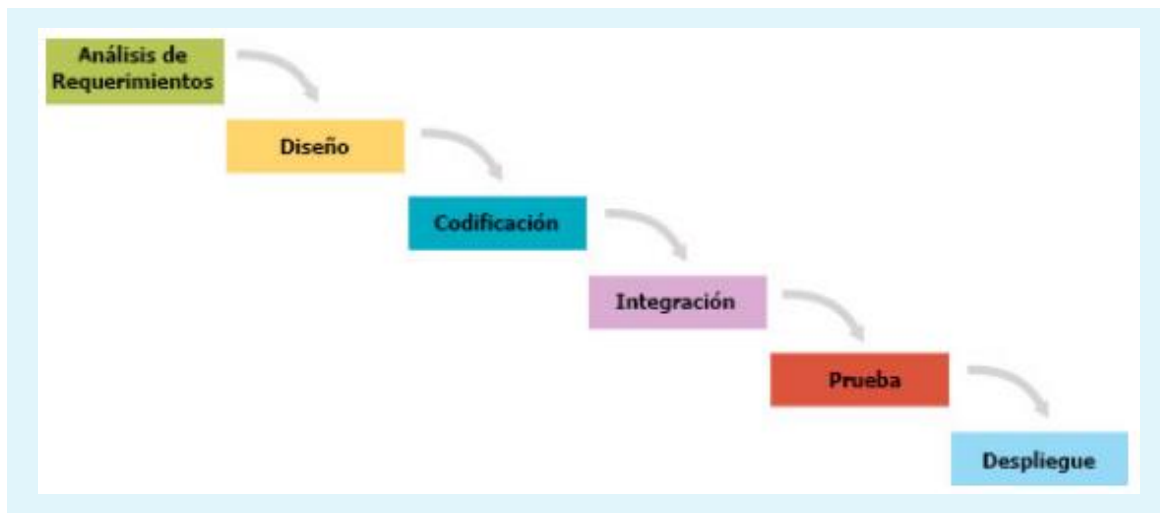 Análisis de
Requerimientos
Diseño
Codificación
Integración
Prueba
Despliegue